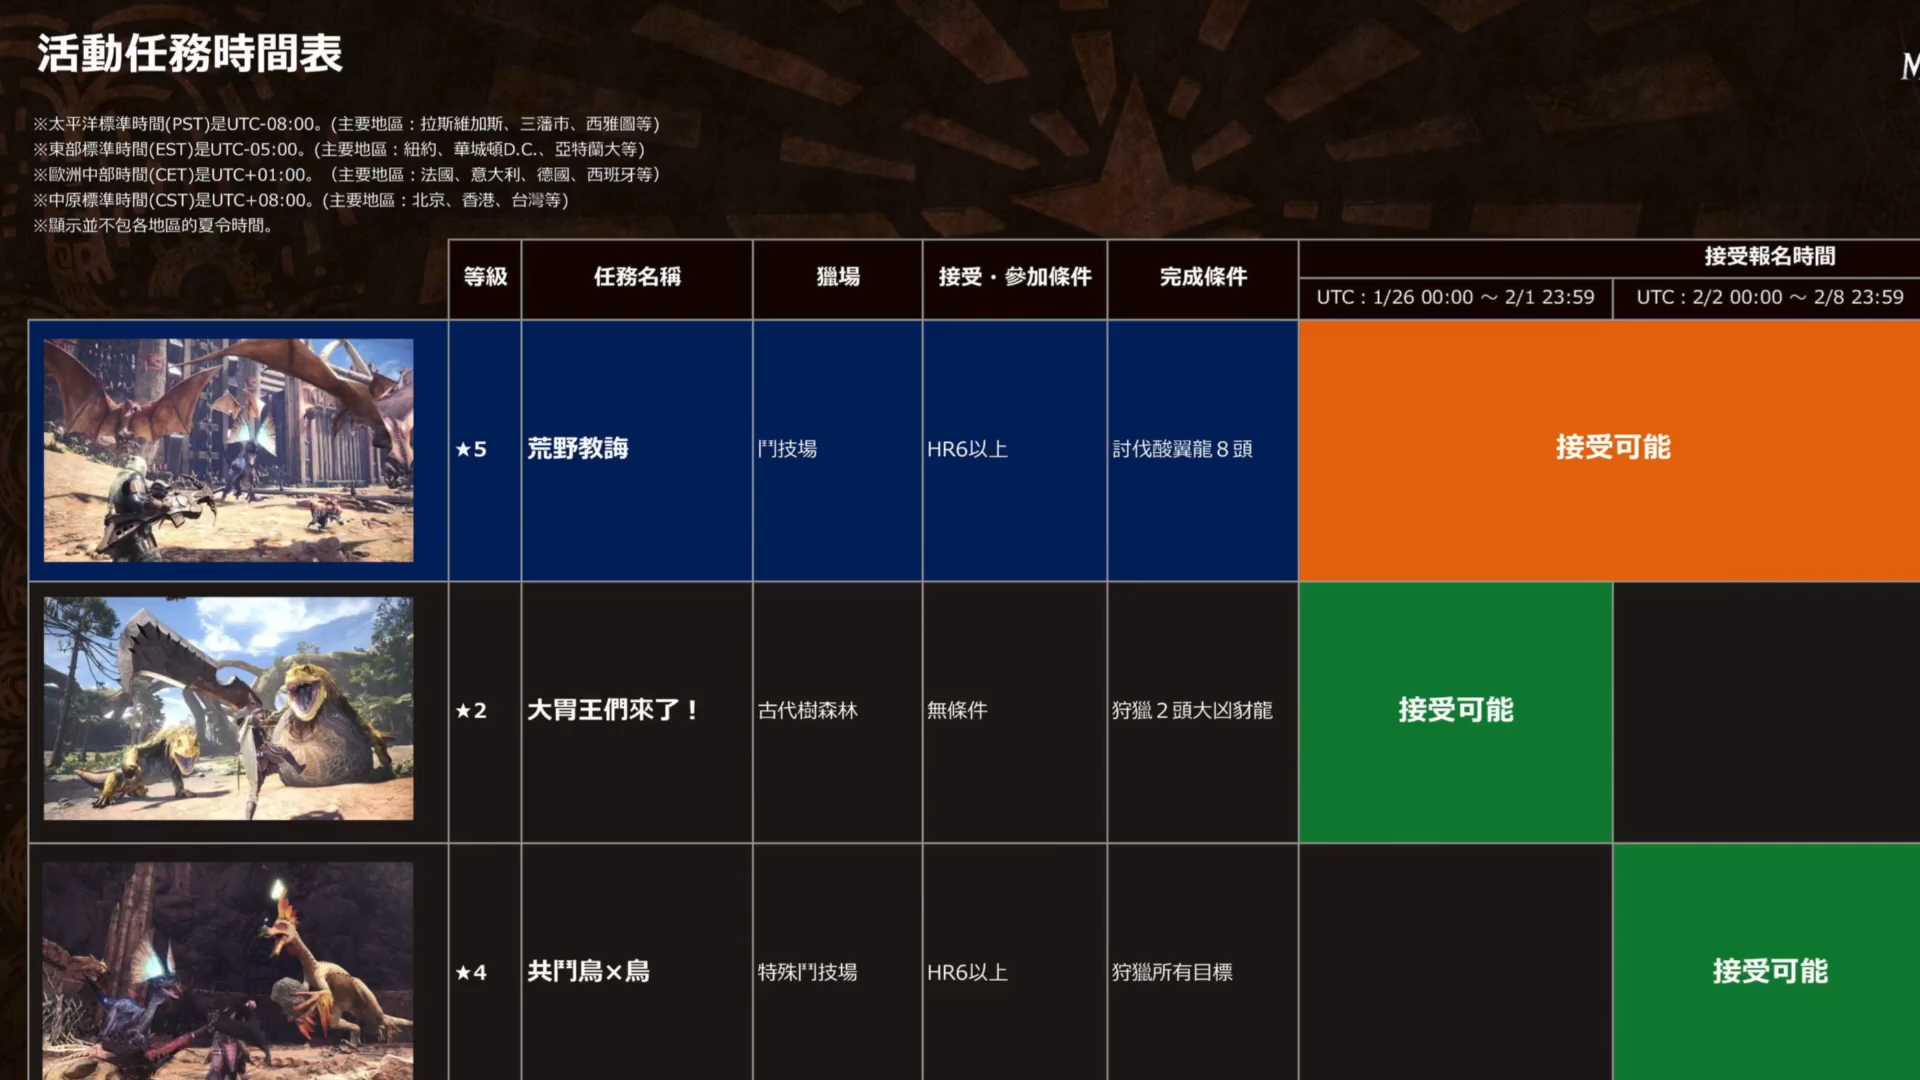 活動任務時間表
※太平洋標準時間(PST)是UTC-08:00。(主要地區：拉斯維加斯、三藩市、西雅圖等)
※東部標準時間(EST)是UTC-05:00。(主要地區：紐約、華城頓D.C.、亞特蘭大等)
※歐洲中部時間(CET)是UTC+01:00。（主要地區：法國、意大利、德國、西班牙等）
※中原標準時間(CST)是UTC+08:00。(主要地區：北京、香港、台灣等)
※顯示並不包各地區的夏令時間。
等級 任務名稱 獵場 接受・參加條件 完成條件 接受報名時間
UTC：1/26 00:00 ～ 2/1 23:59 UTC：2/2 00:00 ～ 2/8 23:59
★5 荒野教誨 鬥技場 HR6以上 討伐酸翼龍８頭 接受可能
★2 大胃王們來了！ 古代樹森林 無條件 狩獵２頭大凶豺龍 接受可能
★4 共鬥鳥×鳥 特殊鬥技場 HR6以上 狩獵所有目標 接受可能